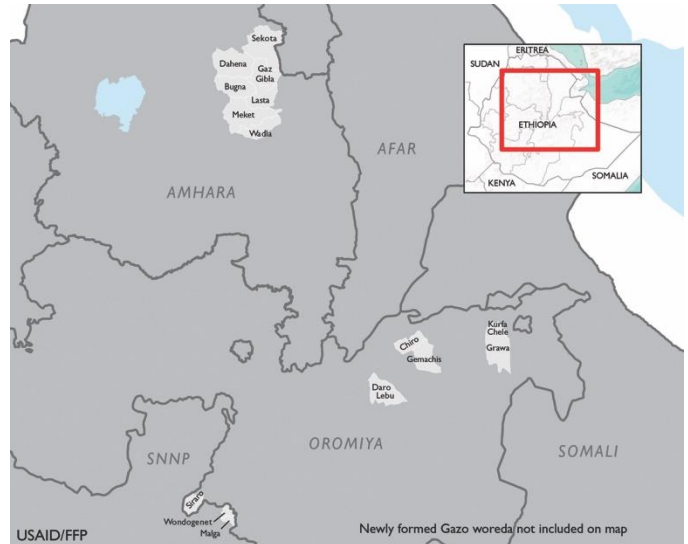 Sekota
Dahena
Gaz
Gibla
Bugna
Lasta
Meket
Wadla
AMHARA
AFAR
ERITREA
SUDAN
ETHIOPIA
KENYA
SOMALIA
Kurfa
Chele
Chiro
Gemachis
Grawa
Daro
Lebu
OROMIYA
SOMALI
SNNP
Siraro
Wondogenet
Malga
USAID/FFP
Newly formed Gazo woreda not included on map